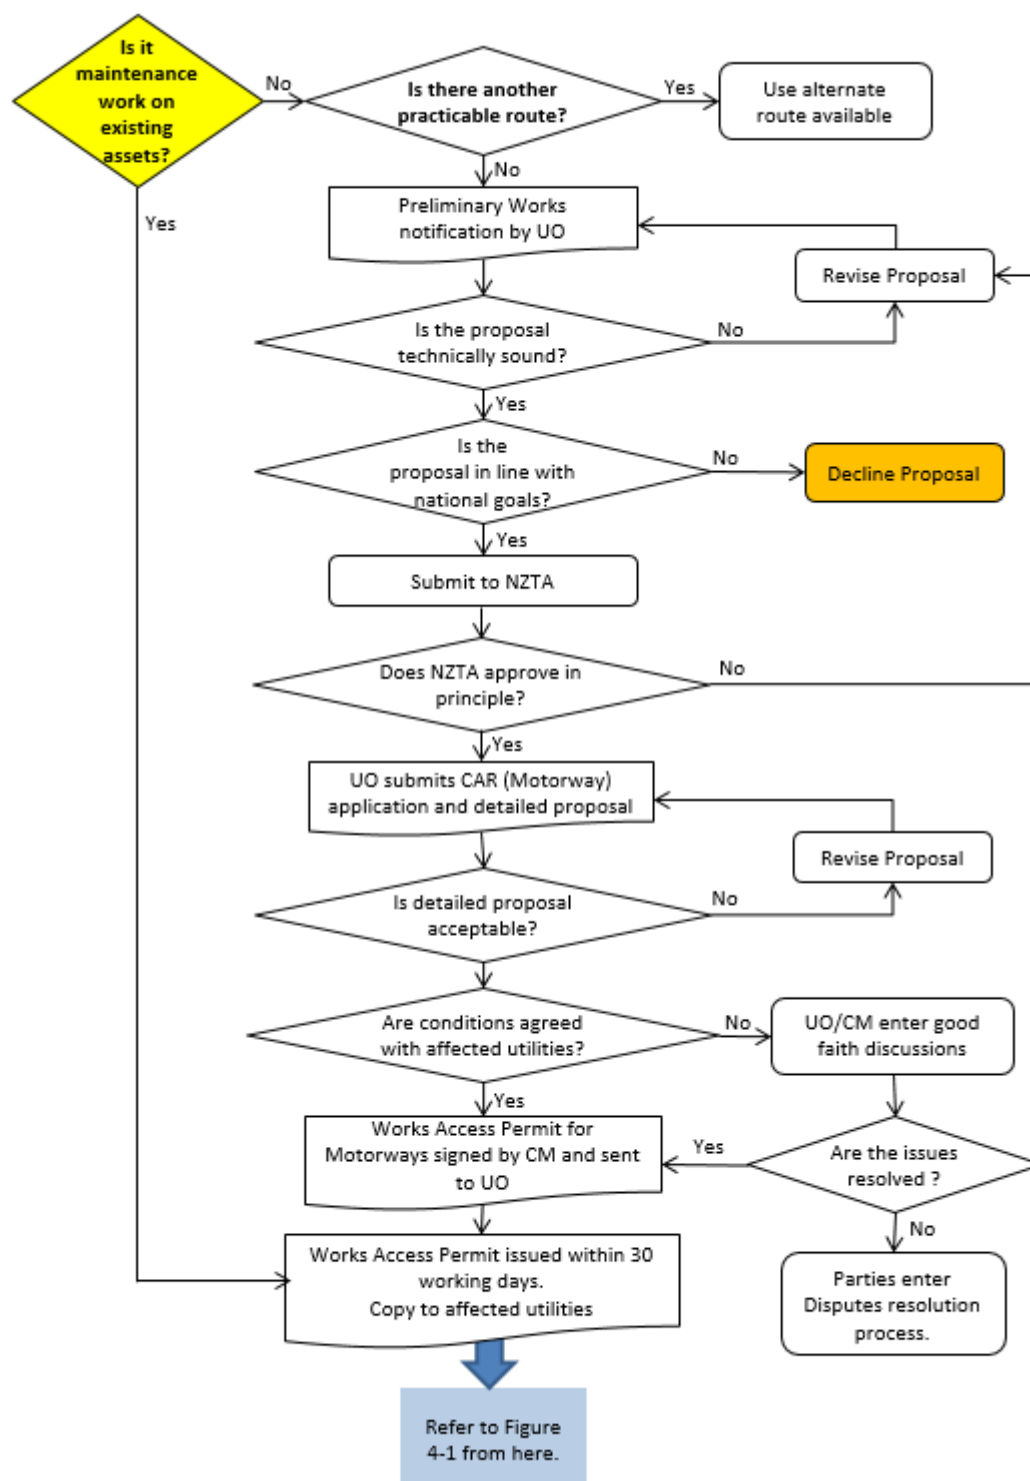 Is it
maintenance
work on
existing
assets?
No
Is there another
practicable route?
Yes
Use alternate
route available
Yes
No
Preliminary Works
notification by UO
Revise Proposal
Is the proposal
technically sound?
No
Yes
Is the
proposal in line with
national goals?
No
Decline Proposal
Yes
Submit to NZTA
Does NZTA approve in
principle?
No
Yes
UO submits CAR (Motorway)
application and detailed proposal
Revise Proposal
Is detailed proposal
acceptable?
No
Are conditions agreed
with affected utilities?
No
UO/CM enter good
faith discussions
Yes
Works Access Permit for
Motorways signed by CM and sent
to UO
Yes
Are the issues
resolved ?
No
Works Access Permit issued within 30
working days.
Copy to affected utilities
Parties enter
Disputes resolution
process.
Refer to Figure
4-1 from here.